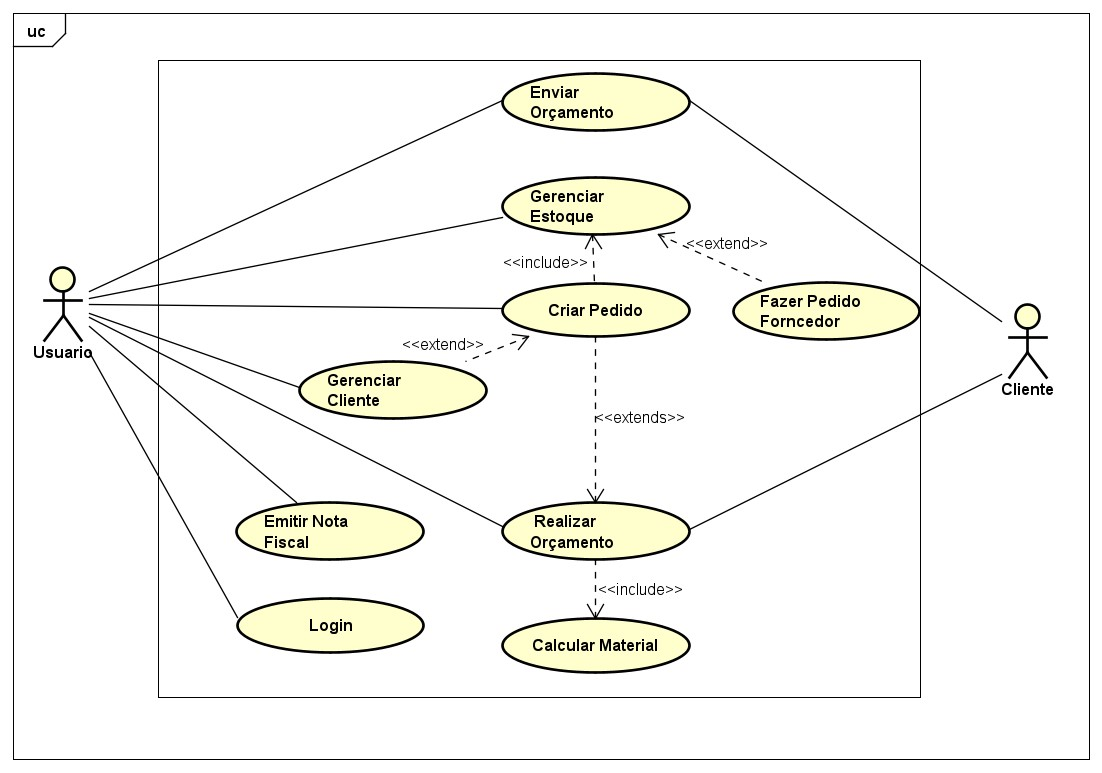 uc
Enviar
Orçamento
Gerenciar
Estoque
<<extend>>
<<include>>
Fazer Pedido
Forncedor
Criar Pedido
<<extend>>
Usuario
Gerenciar
Cliente
Cliente
<<extends>>
Emitir Nota
Fiscal
Realizar
Orçamento
<<include>>
Login
Calcular Material